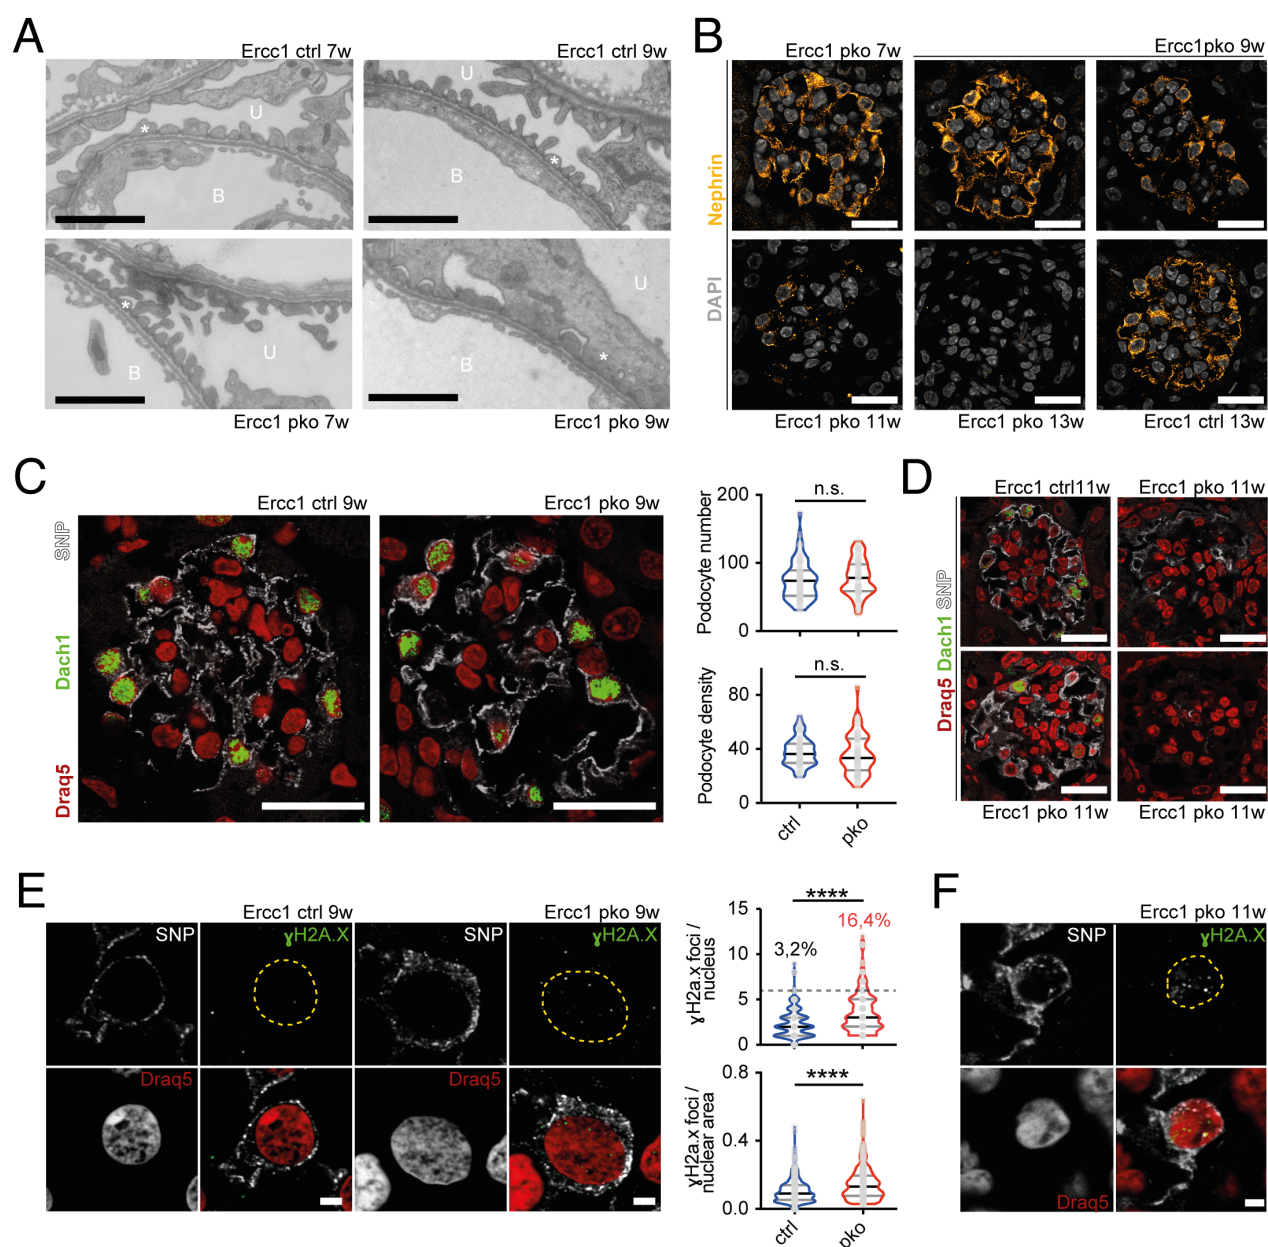 A
Ercc1 ctrl 7w
Ercc1 ctrl 9w
U
*
B
U
*
B
*
B
U
U
B
*
Ercc1 pko 7w
Ercc1 pko 9w
B
Ercc1 pko 7w
Ercc1pko 9w
Nephrin
DAPI
Ercc1 pko 11w
Ercc1 pko 13w
Ercc1 ctrl 13w
C
Ercc1 ctrl 9w
Ercc1 pko 9w
SNP
Dach1
Draq5
Podocyte number
200
100
0
n.s.
Podocyte density
80
40
0
n.s.
ctrl
pko
D
Ercc1 ctrl11w
Ercc1 pko 11w
Draq5 Dach1 SNP
Ercc1 pko 11w
Ercc1 pko 11w
E
Ercc1 ctrl 9w
Ercc1 pko 9w
SNP
ɣH2A.X
SNP
ɣH2A.X
Draq5
Draq5
ɣH2a.x foci /
nucleus
15
10
5
0
****
3,2%
16,4%
ɣH2a.x foci /
nuclear area
0.8
0.4
0.0
****
ctrl
pko
F
Ercc1 pko 11w
SNP
ɣH2A.X
Draq5